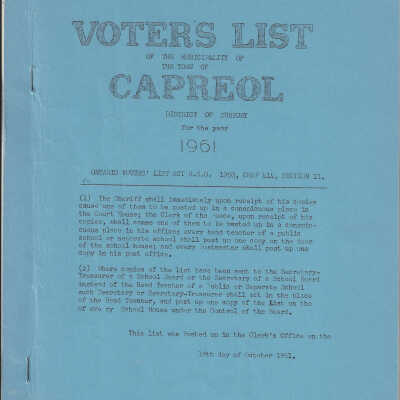 VOTERS LIST
OF THE MUNICIPALITY OF
THE TOWN OF
CAPREOL
DISTRICT OF SUDBURY
for the year
1961
ONTARIO VOTERS' LIST ACT R.S.O. 1950, CHAP 414, SECTION 11.
(1) The Sheriff shall immediately upon receipt of his copies
cause one of them to be posted up in a conspicuous place in
the Court House; the Clerk of the Peace, upon receipt of his
copies, shall cause one of them to be posted up in a conspic-
uous place in his office; every head teacher of a public
school or separate school shall post up one copy on the door
of the school house; and every postmaster shall post up one
copy in his post office.
(2) Where copies of the list have been sent to the Secretary-
Treasurer of a School Board or the Secretary of a School Board
instead of the Head Teacher of a Public or Separate School
such Secretary or Secretary-Treasurer shall act in the place
of the Head Teacher, and post up one copy of the List on the
of every School House under the Control of the Board.
This list was Posted up in the Clerk's Office on the
10th day of October 1961.